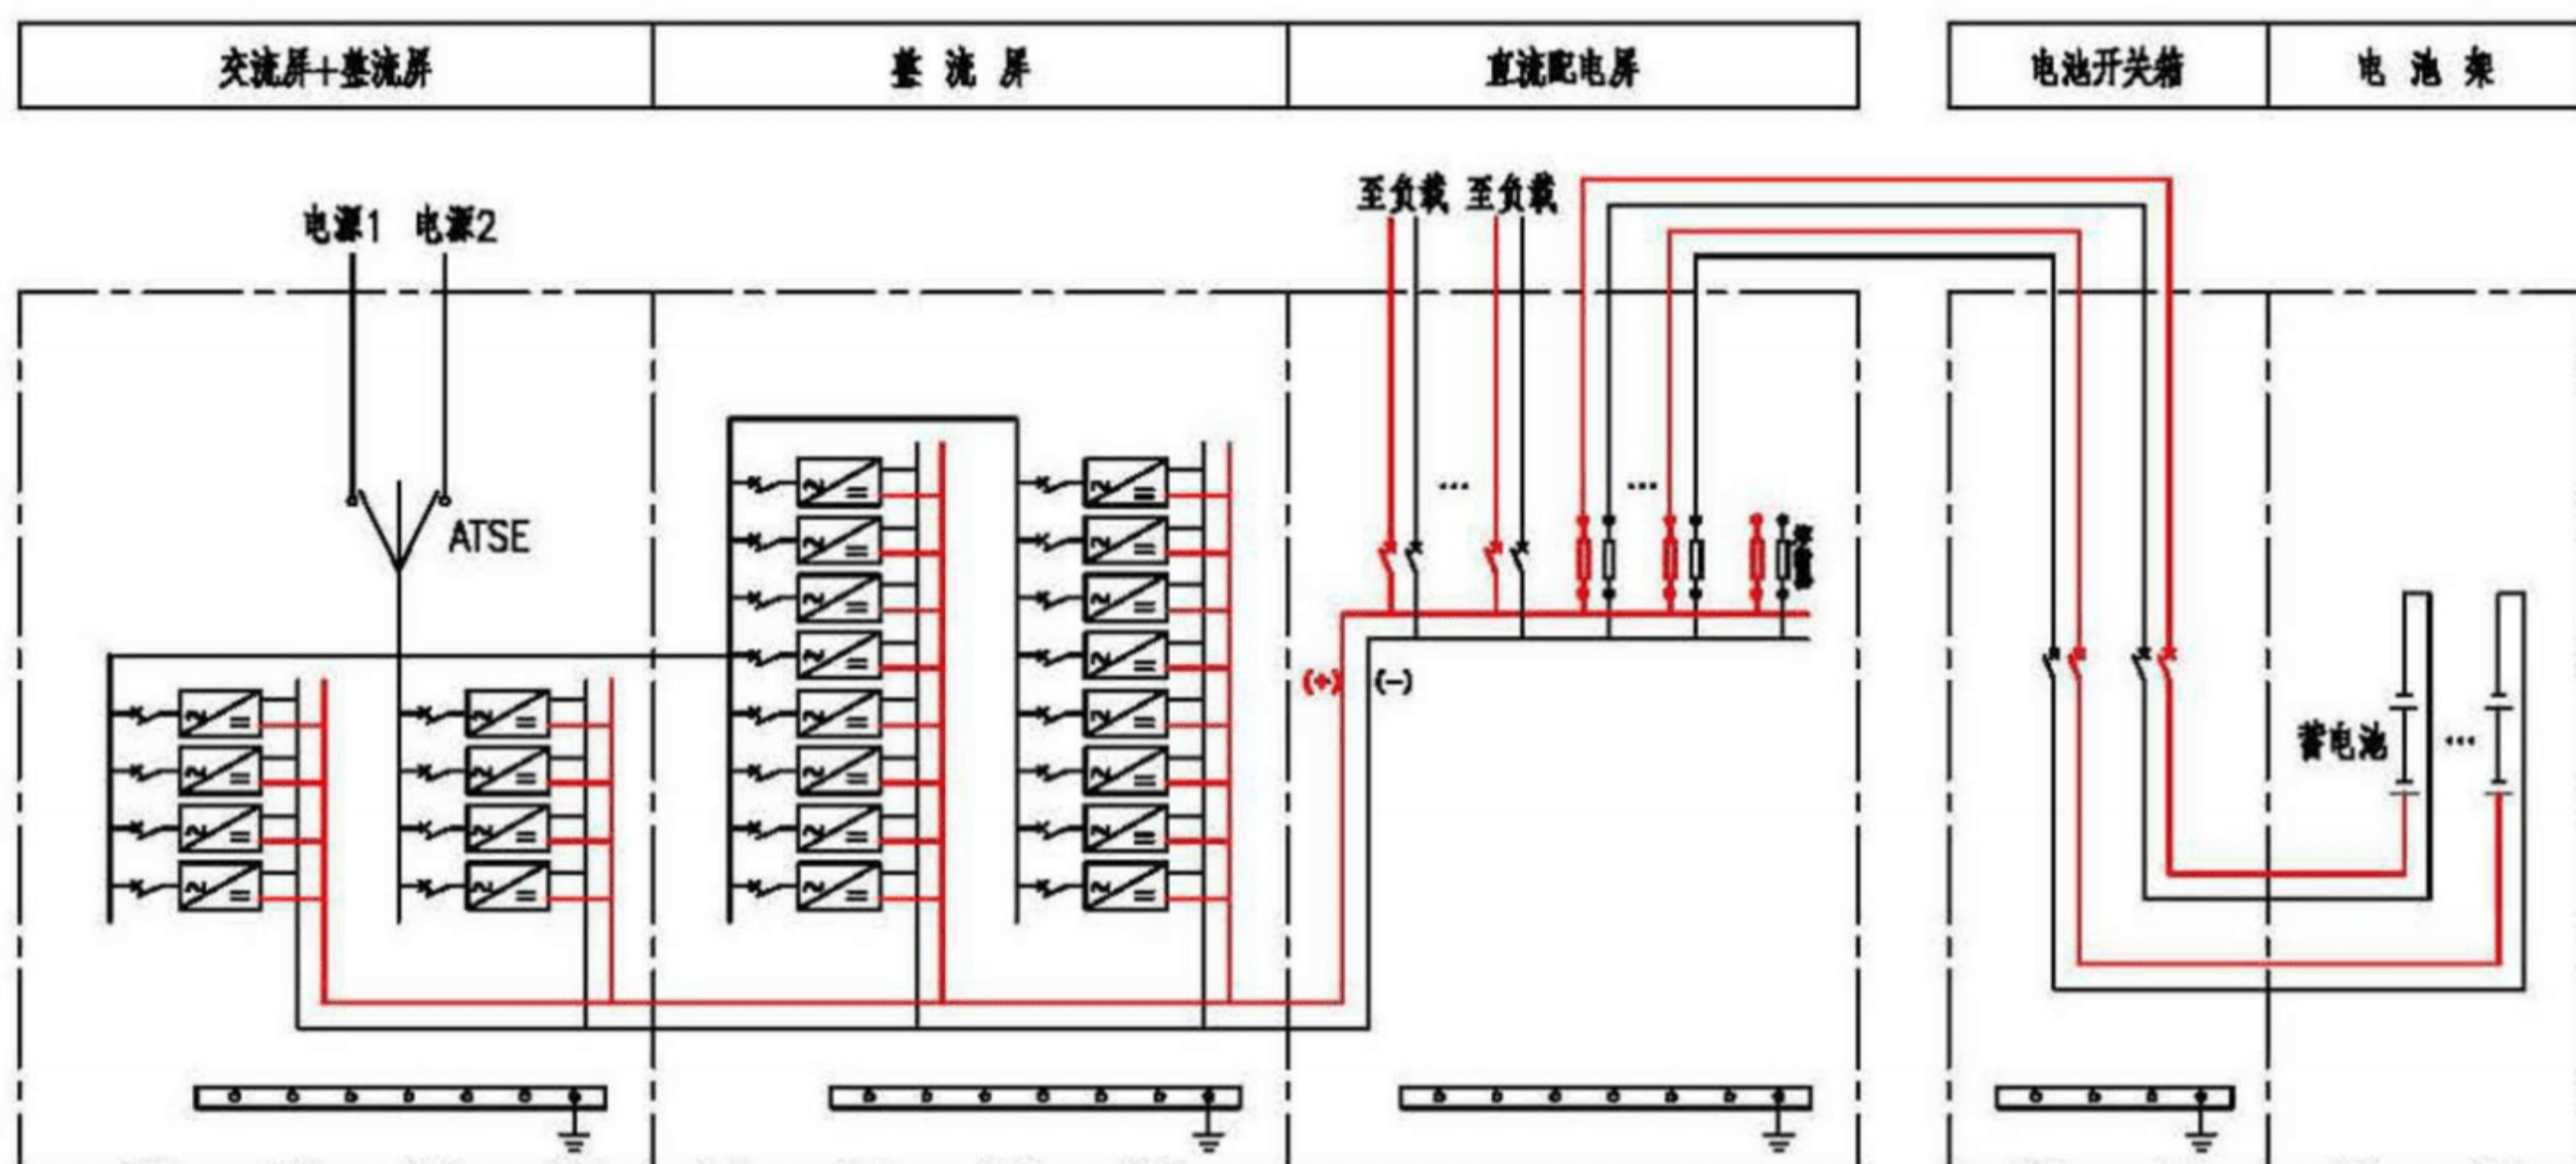 交流屏+整流屏
整流屏
直流配电屏
电池开关箱
电池架
电源1
电源2
至负载
至负载
ATSE
...
...
(+)
(-)
蓄电池
...